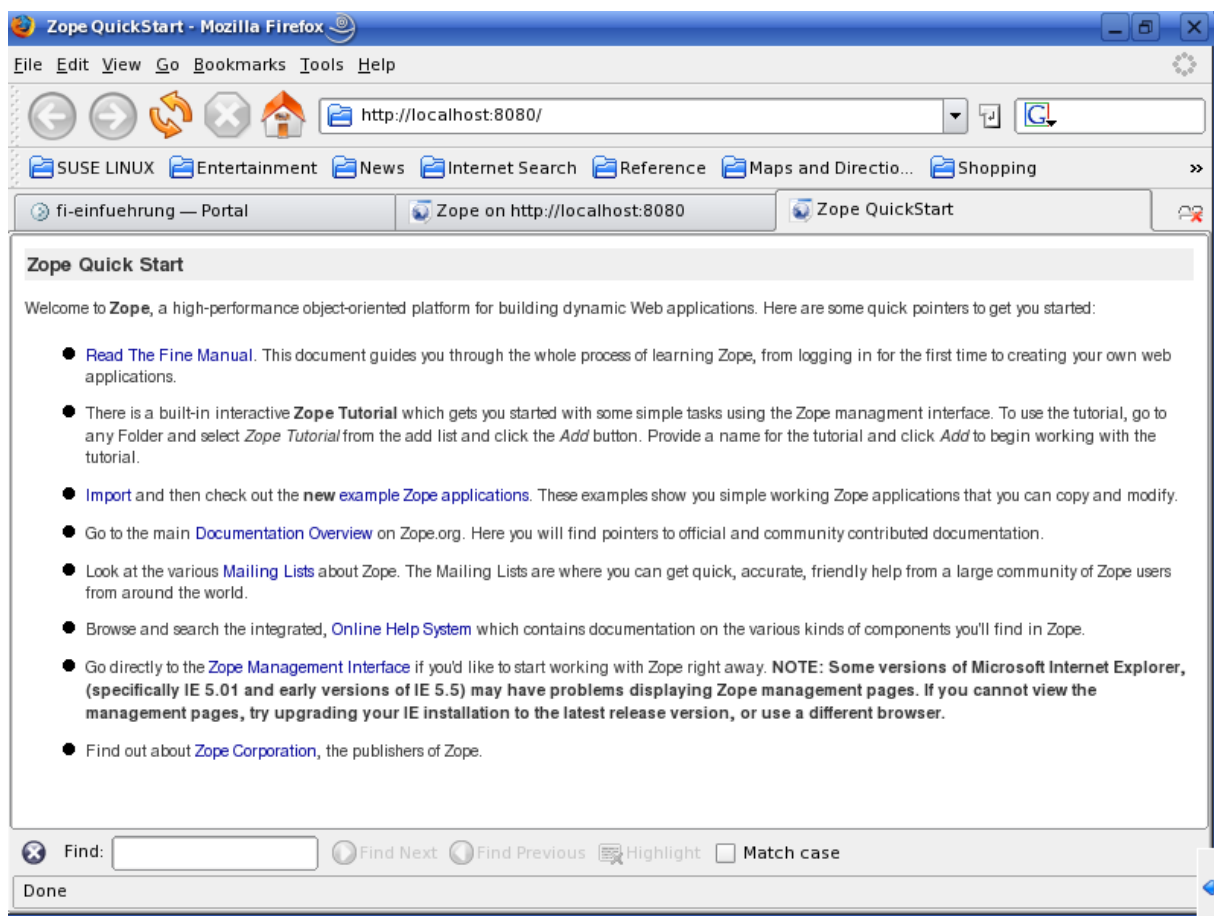 Zope QuickStart - Mozilla Firefox
File Edit View Go Bookmarks Tools Help
http://localhost:8080/
G
SUSE LINUX Entertainment News Internet Search Reference Maps and Directio... Shopping »
fi-einfuehrung — Portal Zope on http://localhost:8080 Zope QuickStart
Zope Quick Start
Welcome to Zope, a high-performance object-oriented platform for building dynamic Web applications. Here are some quick pointers to get you started:
Read The Fine Manual. This document guides you through the whole process of learning Zope, from logging in for the first time to creating your own web
applications.
There is a built-in interactive Zope Tutorial which gets you started with some simple tasks using the Zope managment interface. To use the tutorial, go to
any Folder and select Zope Tutorial from the add list and click the Add button. Provide a name for the tutorial and click Add to begin working with the
tutorial.
Import and then check out the new example Zope applications. These examples show you simple working Zope applications that you can copy and modify.
Go to the main Documentation Overview on Zope.org. Here you will find pointers to official and community contributed documentation.
Look at the various Mailing Lists about Zope. The Mailing Lists are where you can get quick, accurate, friendly help from a large community of Zope users
from around the world.
Browse and search the integrated, Online Help System which contains documentation on the various kinds of components you'll find in Zope.
Go directly to the Zope Management Interface if you'd like to start working with Zope right away. NOTE: Some versions of Microsoft Internet Explorer,
(specifically IE 5.01 and early versions of IE 5.5) may have problems displaying Zope management pages. If you cannot view the
management pages, try upgrading your IE installation to the latest release version, or use a different browser.
Find out about Zope Corporation, the publishers of Zope.
Find: Find Next Find Previous Highlight Match case
Done